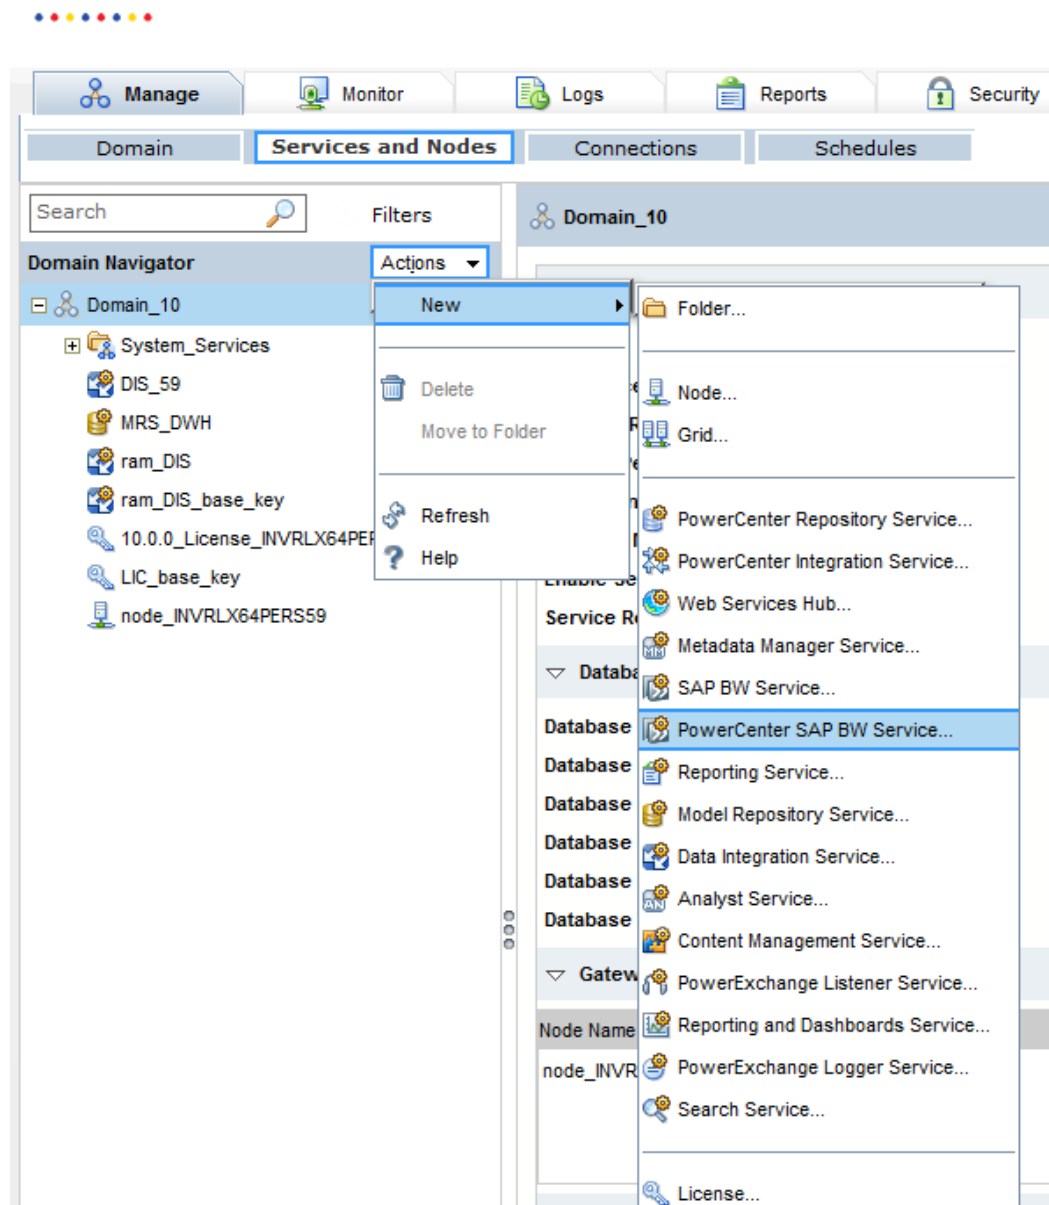 Manage Monitor Logs Reports Security
Domain Services and Nodes Connections Schedules
Search Filters
Domain_10
Domain Navigator Actions
Domain_10
System_Services
DIS_59
MRS_DWH
ram_DIS
ram_DIS_base_key
10.0.0_License_INVRLX64PER
LIC_base_key
node_INVRLX64PERS59
New
Delete
Move to Folder
Refresh
Help
Folder...
Node...
Grid...
PowerCenter Repository Service...
PowerCenter Integration Service...
Web Services Hub...
Metadata Manager Service...
SAP BW Service...
PowerCenter SAP BW Service...
Reporting Service...
Model Repository Service...
Data Integration Service...
Analyst Service...
Content Management Service...
PowerExchange Listener Service...
Reporting and Dashboards Service...
PowerExchange Logger Service...
Search Service...
License...
Service
Database
Database
Database
Database
Database
Database
Node Name